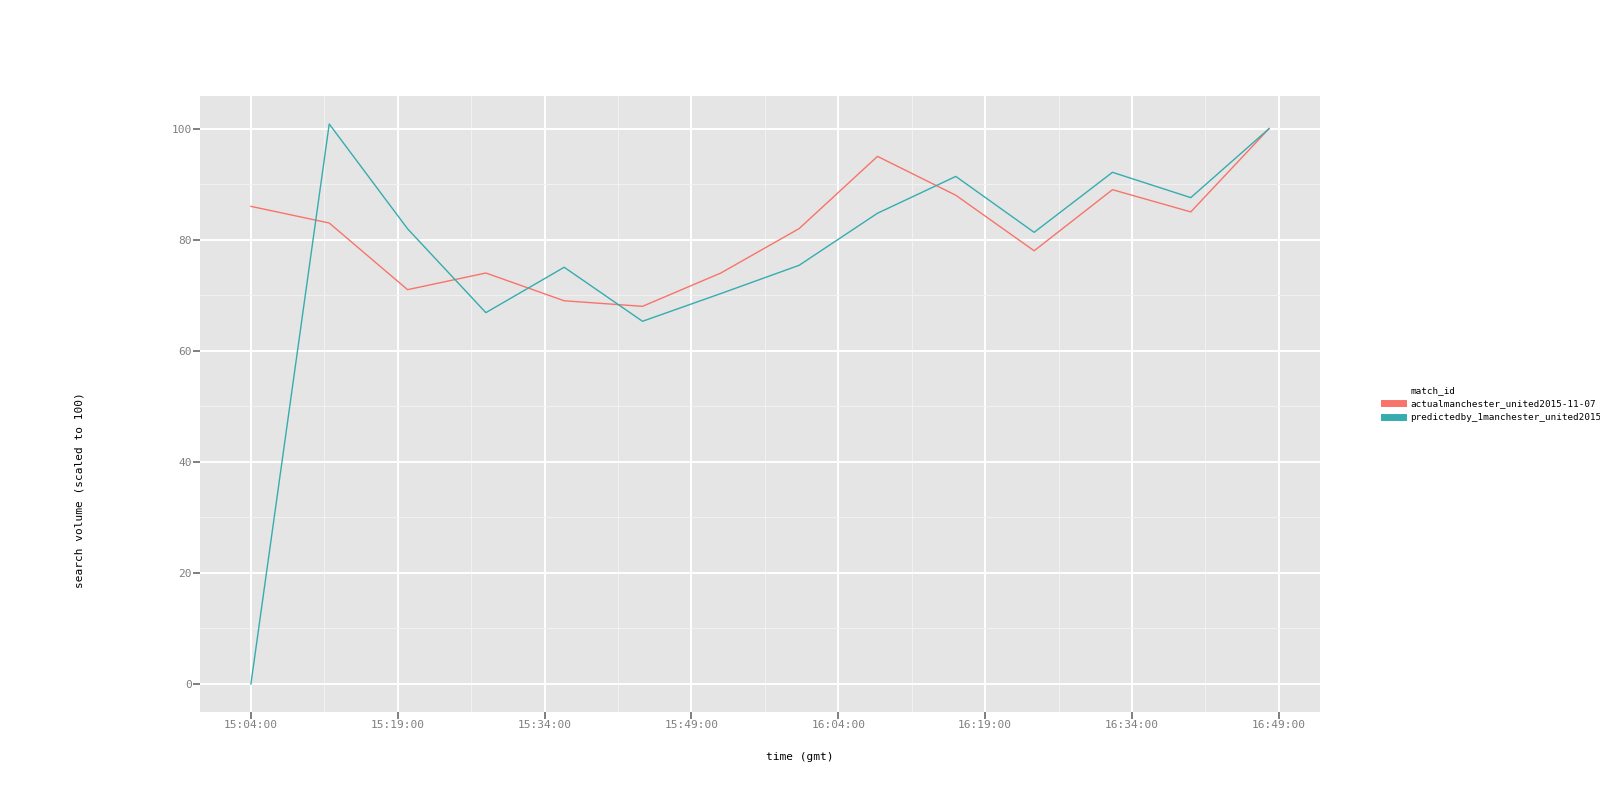 100
80
60
40
20
0
search volume (scaled to 100)
15:04:00 15:19:00 15:34:00 15:49:00 16:04:00 16:19:00 16:34:00 16:49:00
time (gmt)
match_id
actualmanchester_united2015-11-07
predictedby_1manchester_united2015